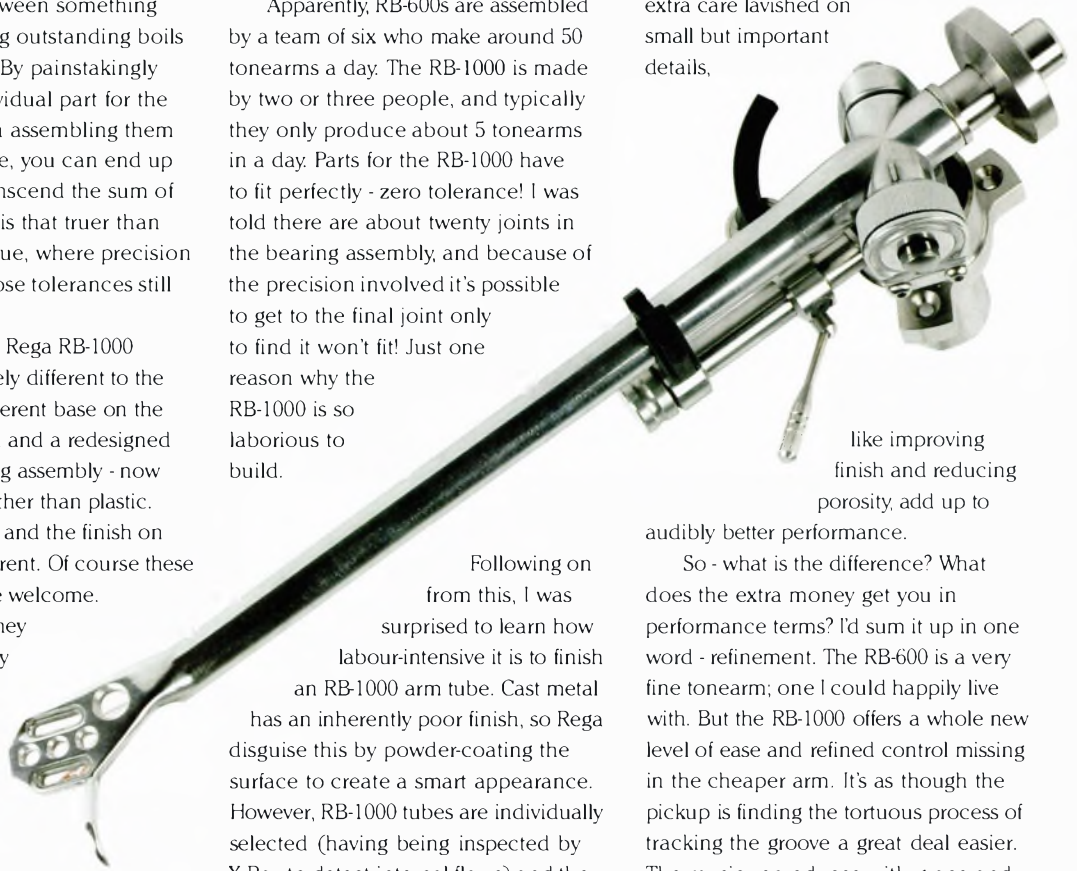 ween something
g outstanding boils
By painstakingly
vidual part for the
assembling them
e, you can end up
nscend the sum of
is that truer than
ue, where precision
ose tolerances still
Rega RB-1000
ely different to the
erent base on the
and a redesigned
g assembly - now
her than plastic.
and the finish on
rent. Of course these
e welcome.
ney
y
Apparently, RB-600s are assembled
by a team of six who make around 50
tonearms a day. The RB-1000 is made
by two or three people, and typically
they only produce about 5 tonearms
in a day. Parts for the RB-1000 have
to fit perfectly - zero tolerance! I was
told there are about twenty joints in
the bearing assembly, and because of
the precision involved it's possible
to get to the final joint only
to find it won't fit! Just one
reason why the
RB-1000 is so
laborious to
build.
Following on
from this, I was
surprised to learn how
labour-intensive it is to finish
an RB-1000 arm tube. Cast metal
has an inherently poor finish, so Rega
disguise this by powder-coating the
surface to create a smart appearance.
However, RB-1000 tubes are individually
selected (having being inspected by
X-Ray to detect internal flaws) and the
extra care lavished on
small but important
details,
like improving
finish and reducing
porosity, add up to
audibly better performance.
So - what is the difference? What
does the extra money get you in
performance terms? I'd sum it up in one
word - refinement. The RB-600 is a very
fine tonearm; one I could happily live
with. But the RB-1000 offers a whole new
level of ease and refined control missing
in the cheaper arm. It's as though the
pickup is finding the tortuous process of
tracking the groove a great deal easier.